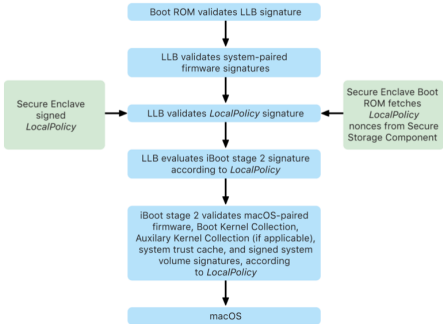 Boot ROM validates LLB signature
LLB validates system-paired
firmware signatures
Secure Enclave
signed
LocalPolicy
LLB validates LocalPolicy signature
Secure Enclave Boot
ROM fetches
LocalPolicy
nonces from Secure
Storage Component
LLB evaluates iBoot stage 2 signature
according to LocalPolicy
iBoot stage 2 validates macOS-paired
firmware, Boot Kernel Collection,
Auxilary Kernel Collection (if applicable),
system trust cache, and signed system
volume signatures, according
to LocalPolicy
macOS